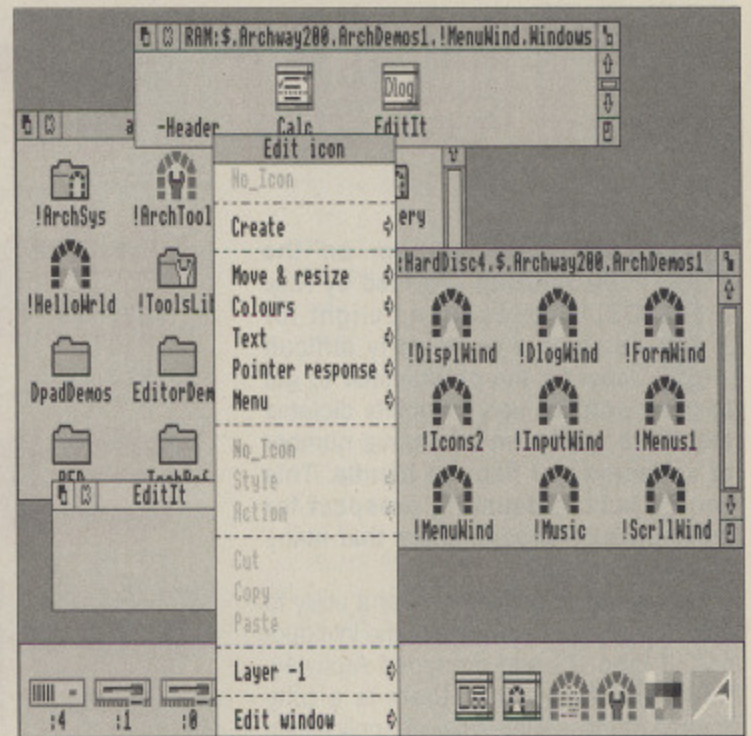 RAM:$.Archway200.ArchDemos1.!MenuWind.Windows
Dlog
-Header Calc EditIt
a
!ArchSys !ArchTool ery
!HelloWrld !ToolsLib
DpadDemos EditorDem
EditIt
Edit icon
No_Icon
Create
Move & resize
Colours
Text
Pointer response
Menu
No_Icon
Style
Action
Cut
Copy
Paste
Layer -1
Edit window
:HardDisc4.$.Archway200.ArchDemos1
!DisplWind !DlogWind !FormWind
!Icons2 !InputWind !Menus1
!MenuWind !Music !ScrllWind
:4 :1 :0